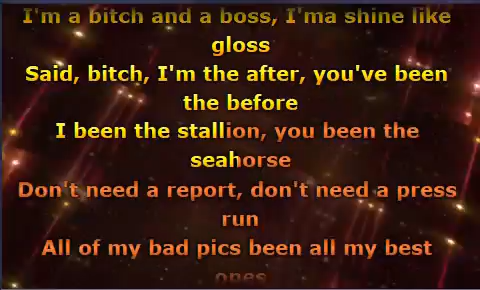 I'm a bitch and a boss, I'ma shine like
gloss
Said, bitch, I'm the after, you've been
the before
I been the stallion, you been the
seahorse
Don't need a report, don't need a press
run
All of my bad pics been all my best
ones